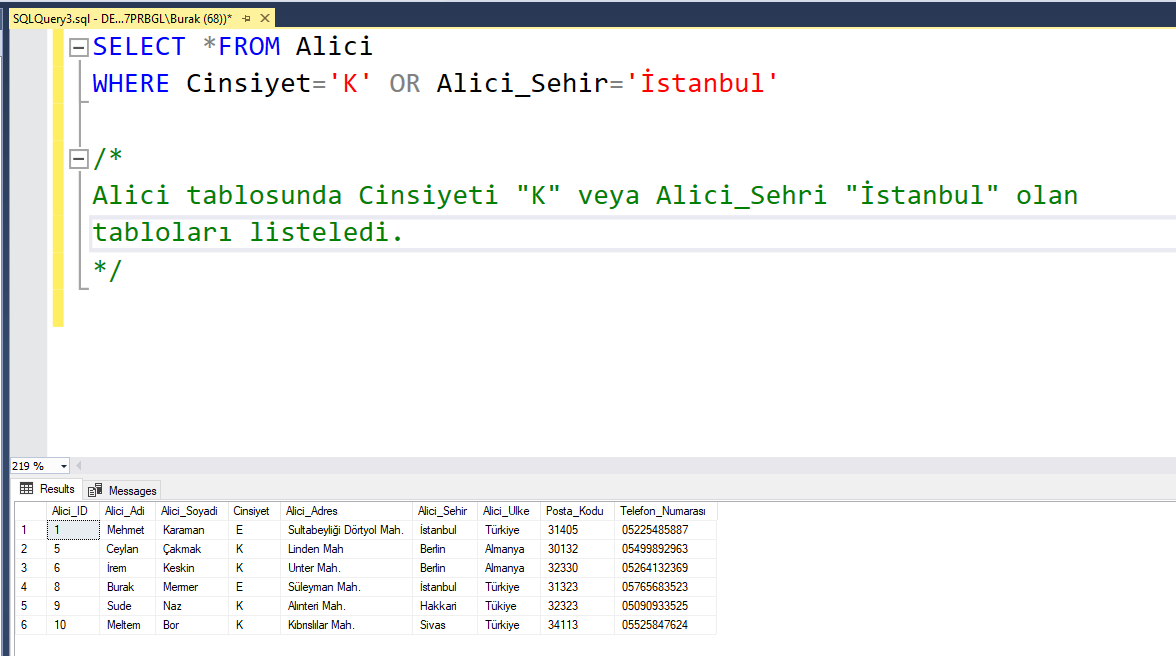 SQLQuery3.sql - DE...7PRBGL\Burak (68))*
SELECT *FROM Alici
WHERE Cinsiyet='K' OR Alici_Sehir='İstanbul'
/*
Alici tablosunda Cinsiyeti "K" veya Alici_Sehri "İstanbul" olan
tabloları listeledi.
*/
219 %
Results Messages
Alici_ID Alici_Adi Alici_Soyadi Cinsiyet Alici_Adres Alici_Sehir Alici_Ulke Posta_Kodu Telefon_Numarası
1 1 Mehmet Karaman E Sultabeyliği Dörtyol Mah. İstanbul Türkiye 31405 05225485887
2 5 Ceylan Çakmak K Linden Mah Berlin Almanya 30132 05499892963
3 6 İrem Keskin K Unter Mah. Berlin Almanya 32330 05264132369
4 8 Burak Mermer E Süleyman Mah. İstanbul Türkiye 31323 05765683523
5 9 Sude Naz K Alınteri Mah. Hakkari Tükiye 32323 05090933525
6 10 Meltem Bor K Kıbrıslılar Mah. Sivas Türkiye 34113 05525847624